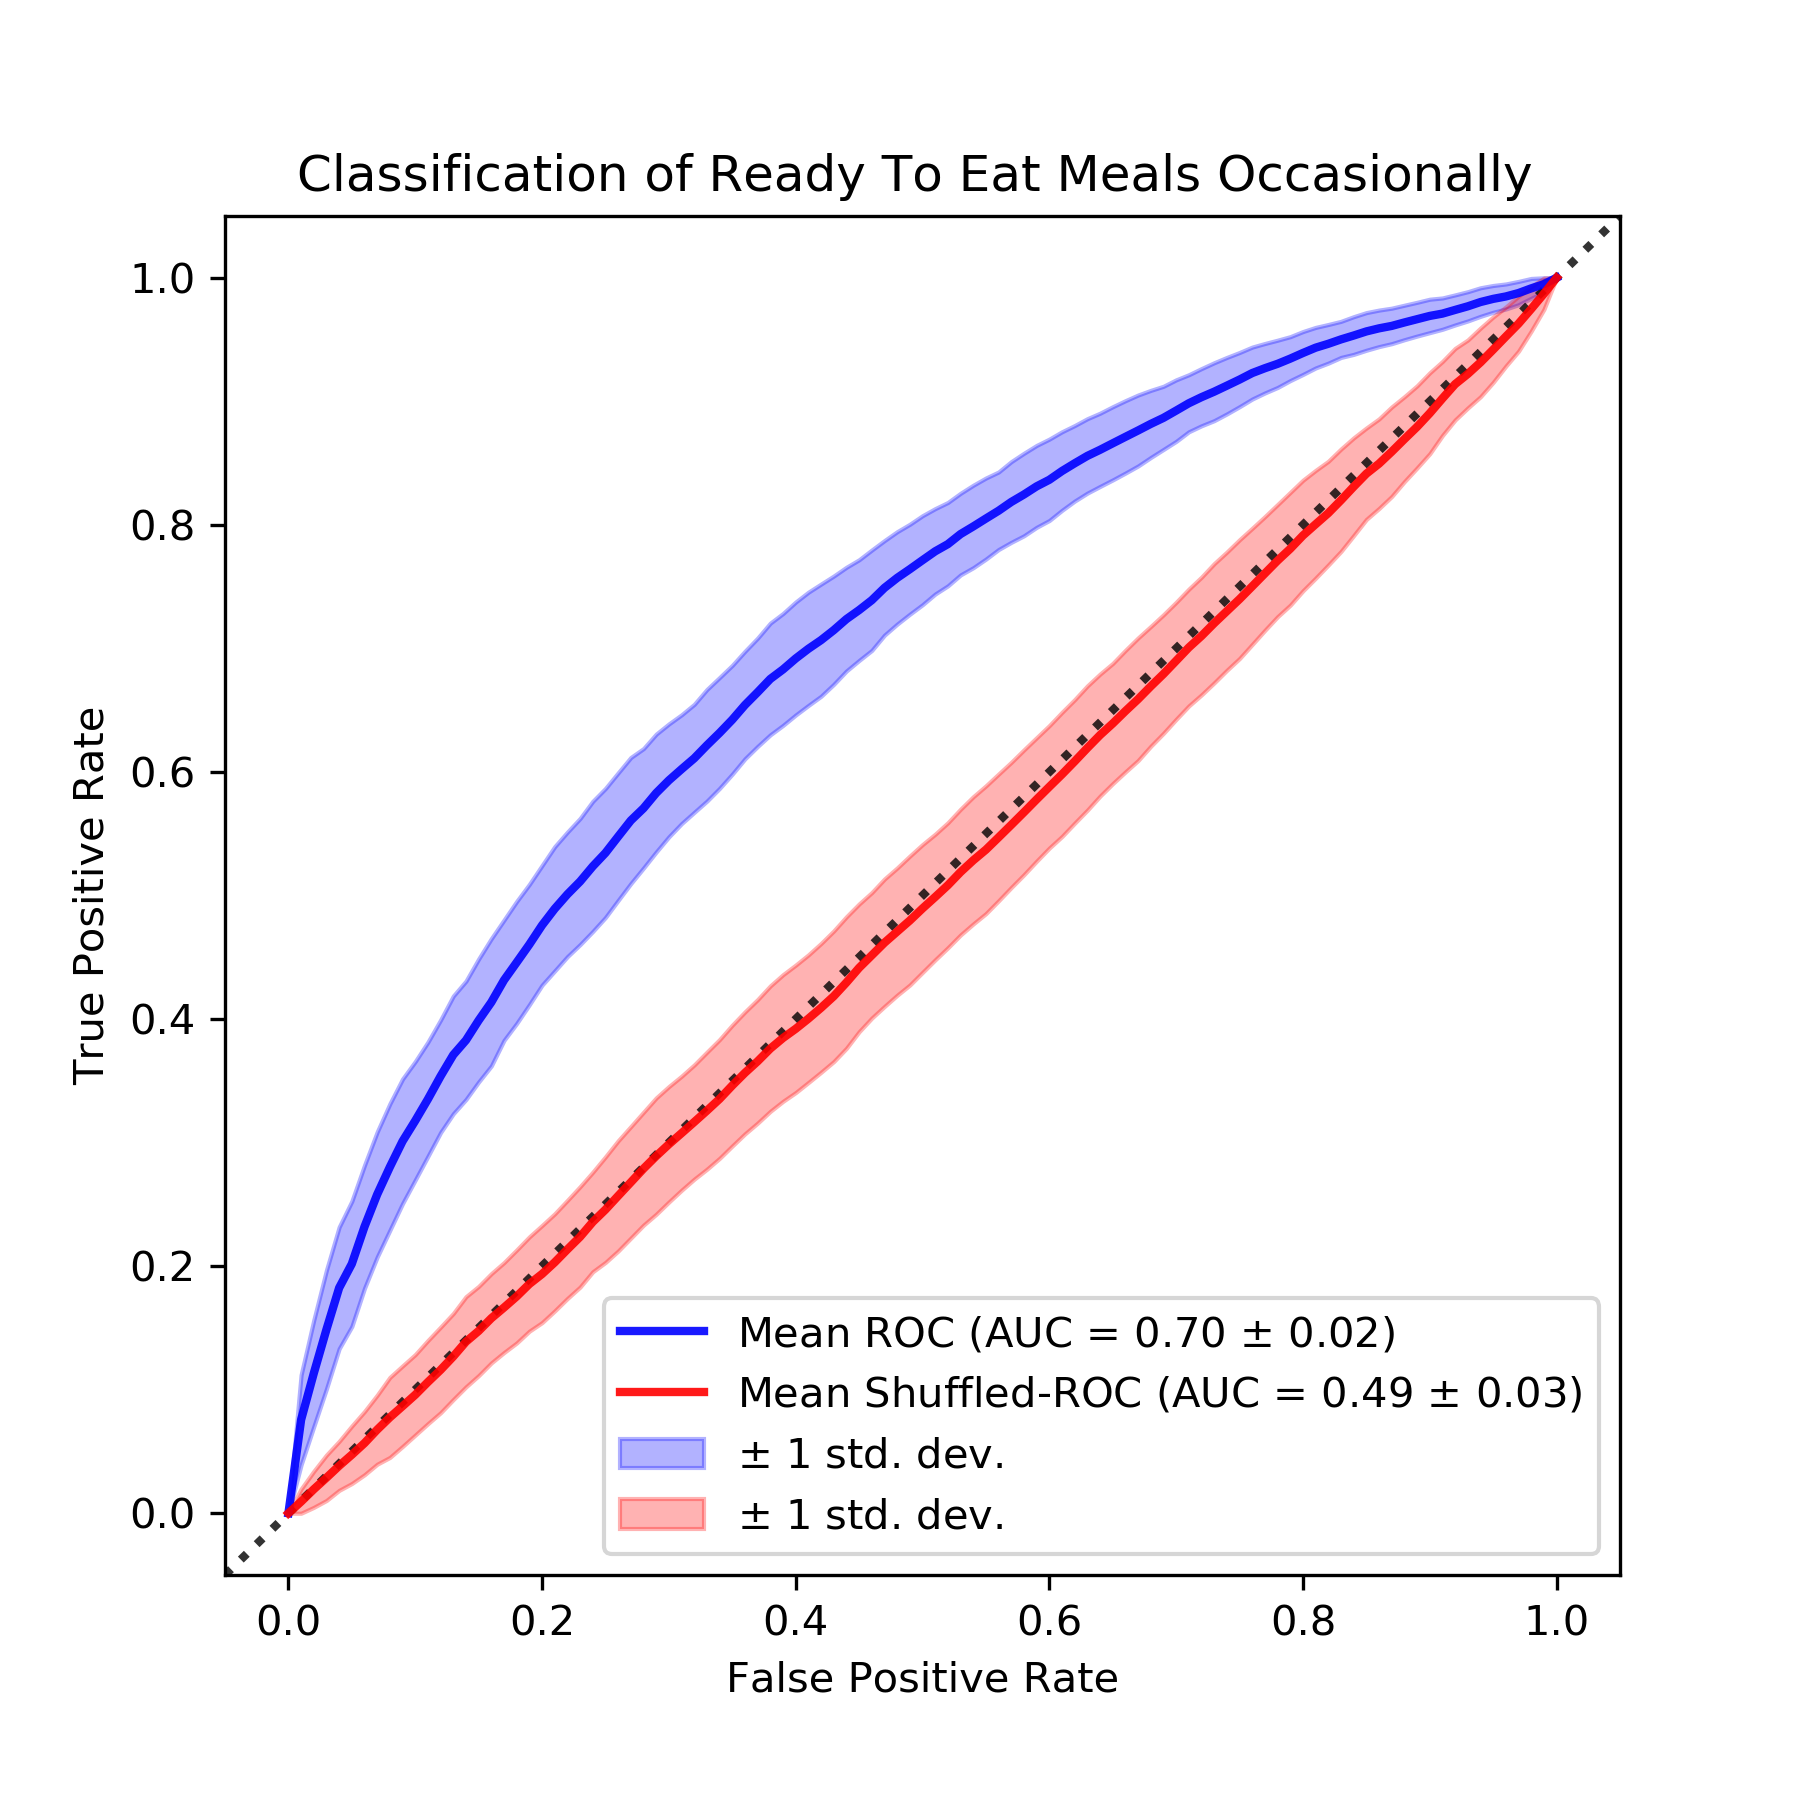 Classification of Ready To Eat Meals Occasionally
1.0
0.8
0.6
0.4
0.2
0.0
True Positive Rate
Mean ROC (AUC = 0.70 ± 0.02)
Mean Shuffled-ROC (AUC = 0.49 ± 0.03)
± 1 std. dev.
± 1 std. dev.
0.0 0.2 0.4 0.6 0.8 1.0
False Positive Rate